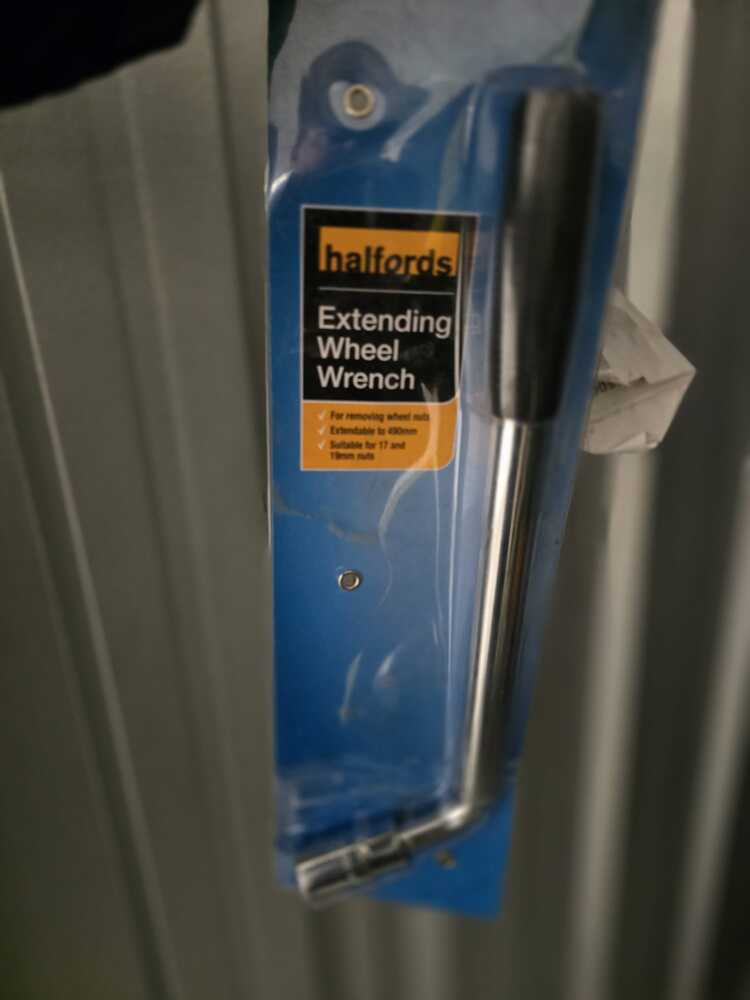 halfords
Extending
Wheel
Wrench
✓ For removing wheel nuts
✓ Extendable to 490mm
✓ Suitable for 17 and
19mm nuts